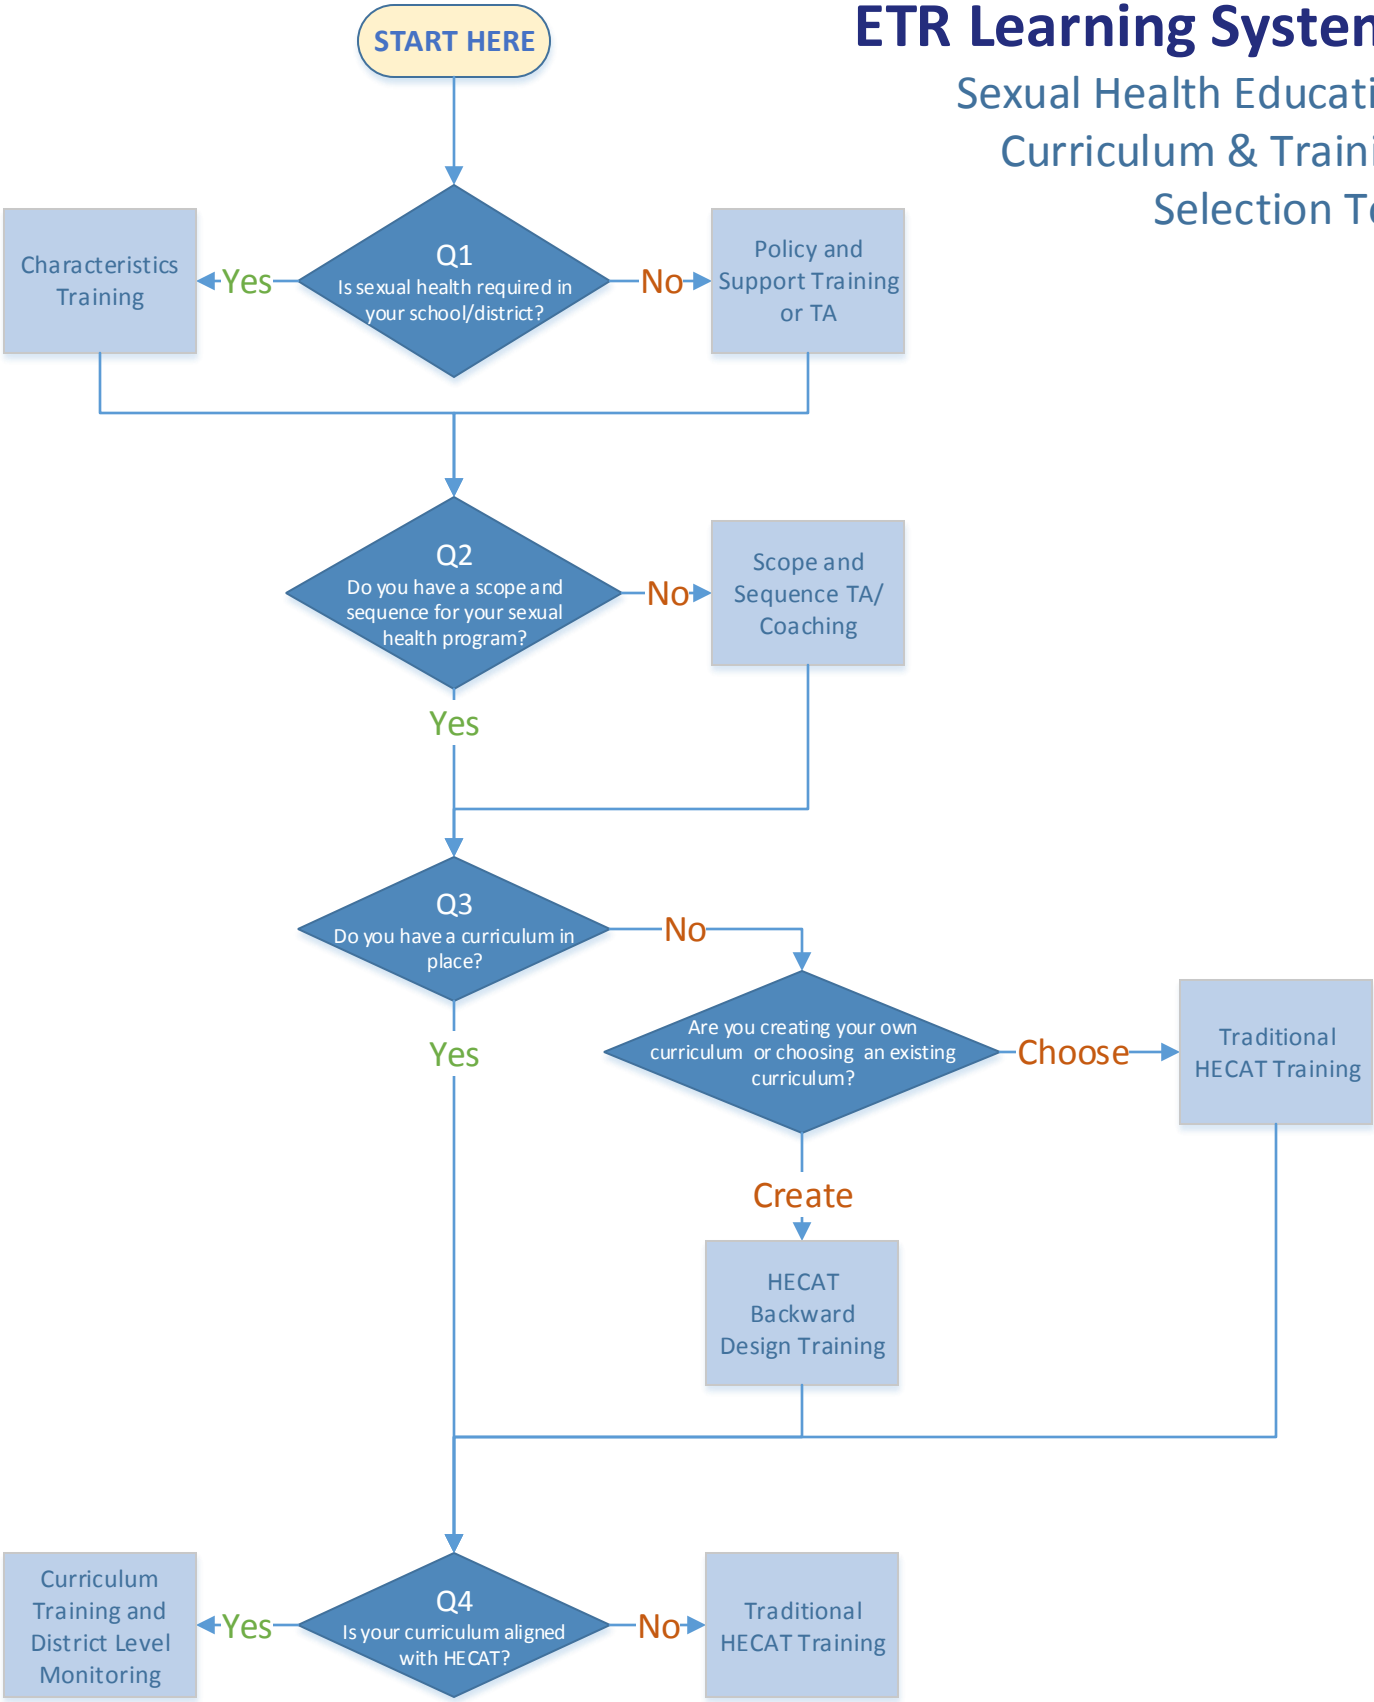 START HERE
ETR Learning System
Sexual Health Educati
Curriculum & Traini
Selection To
Characteristics
Training
Yes
Q1
Is sexual health required in
your school/district?
No
Policy and
Support Training
or TA
Q2
Do you have a scope and
sequence for your sexual
health program?
No
Scope and
Sequence TA/
Coaching
Yes
Q3
Do you have a curriculum in
place?
No
Yes
Are you creating your own
curriculum or choosing an existing
curriculum?
Choose
Traditional
HECAT Training
Create
HECAT
Backward
Design Training
Curriculum
Training and
District Level
Monitoring
Yes
Q4
Is your curriculum aligned
with HECAT?
No
Traditional
HECAT Training